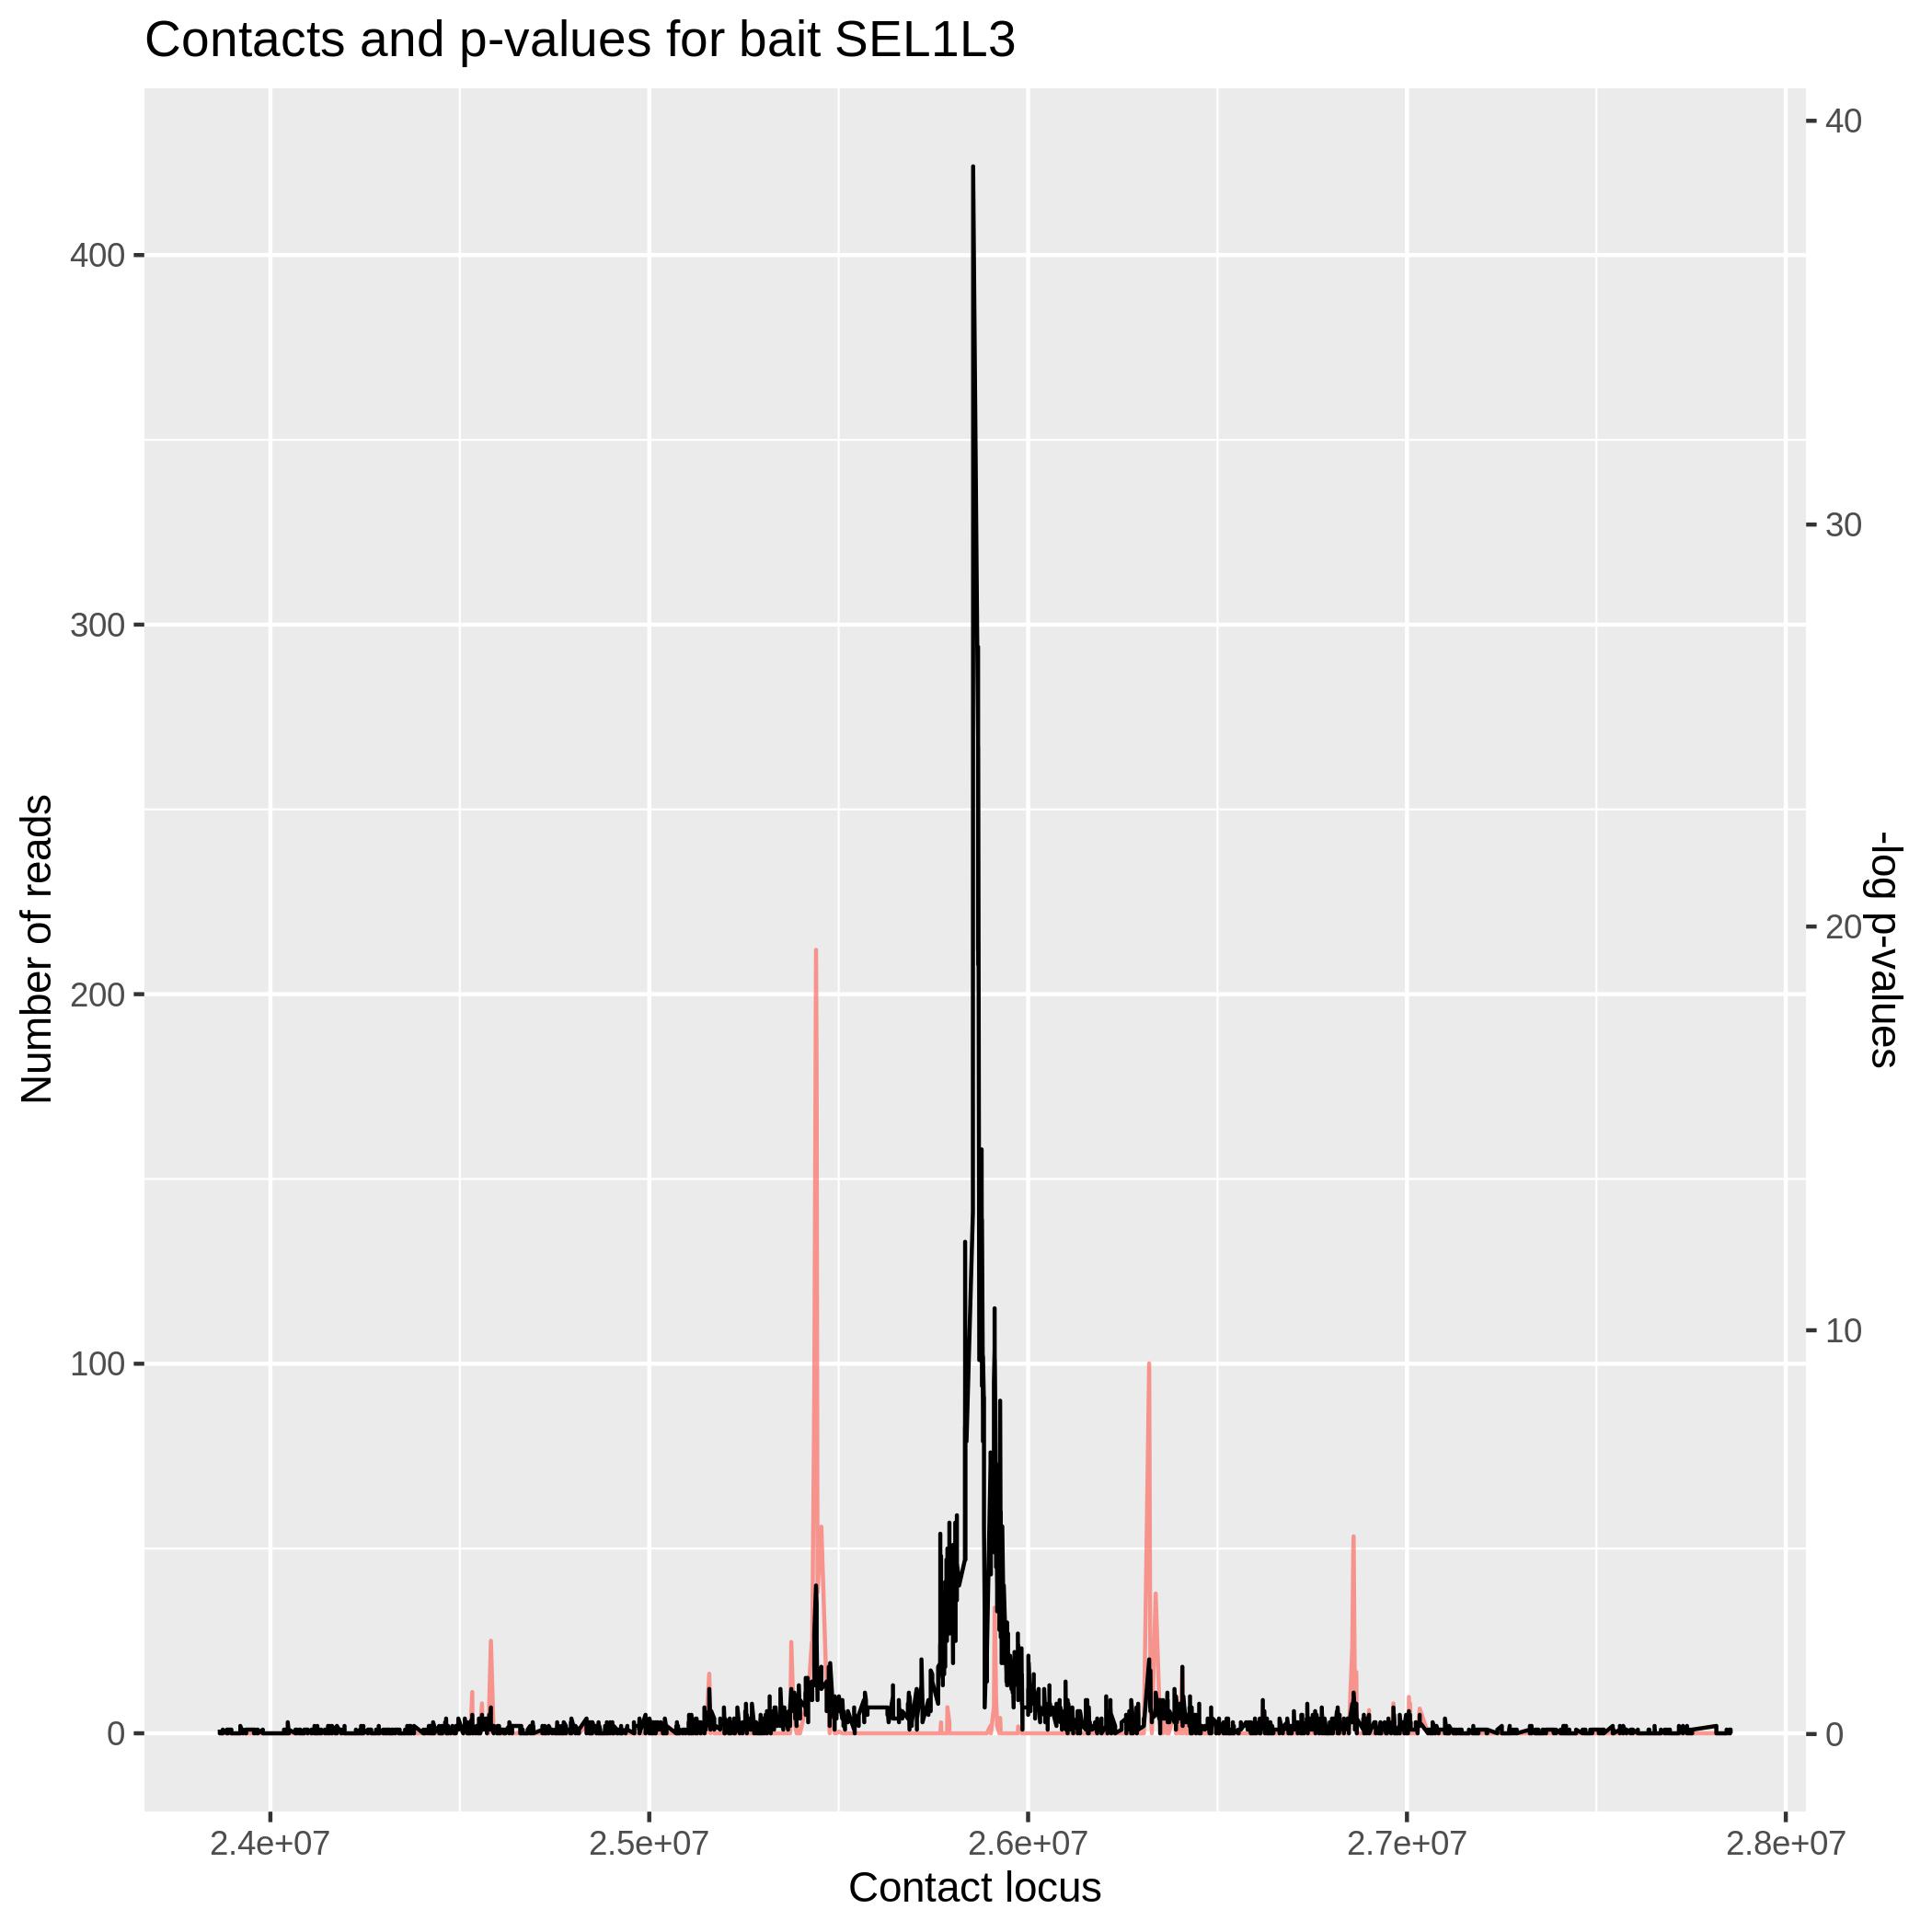 Contacts and p-values for bait SEL1L3
Number of reads
400
300
200
100
0
40
30
20
10
0
-log p-values
2.4e+07 2.5e+07 2.6e+07 2.7e+07 2.8e+07
Contact locus